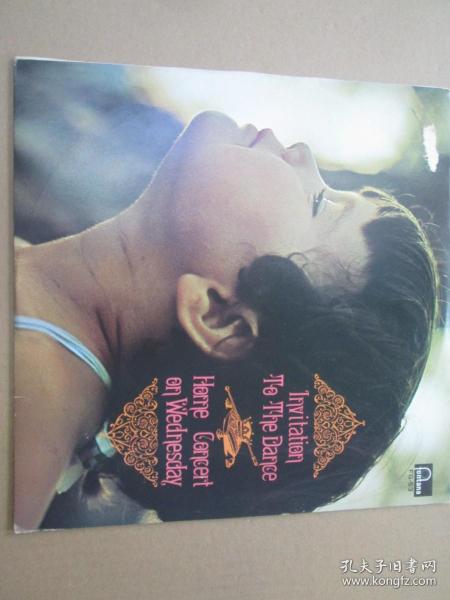 Invitation
To The Dance
Home Concert
on Wednesday
fontana
孔夫子旧书网
www.kongfz.com